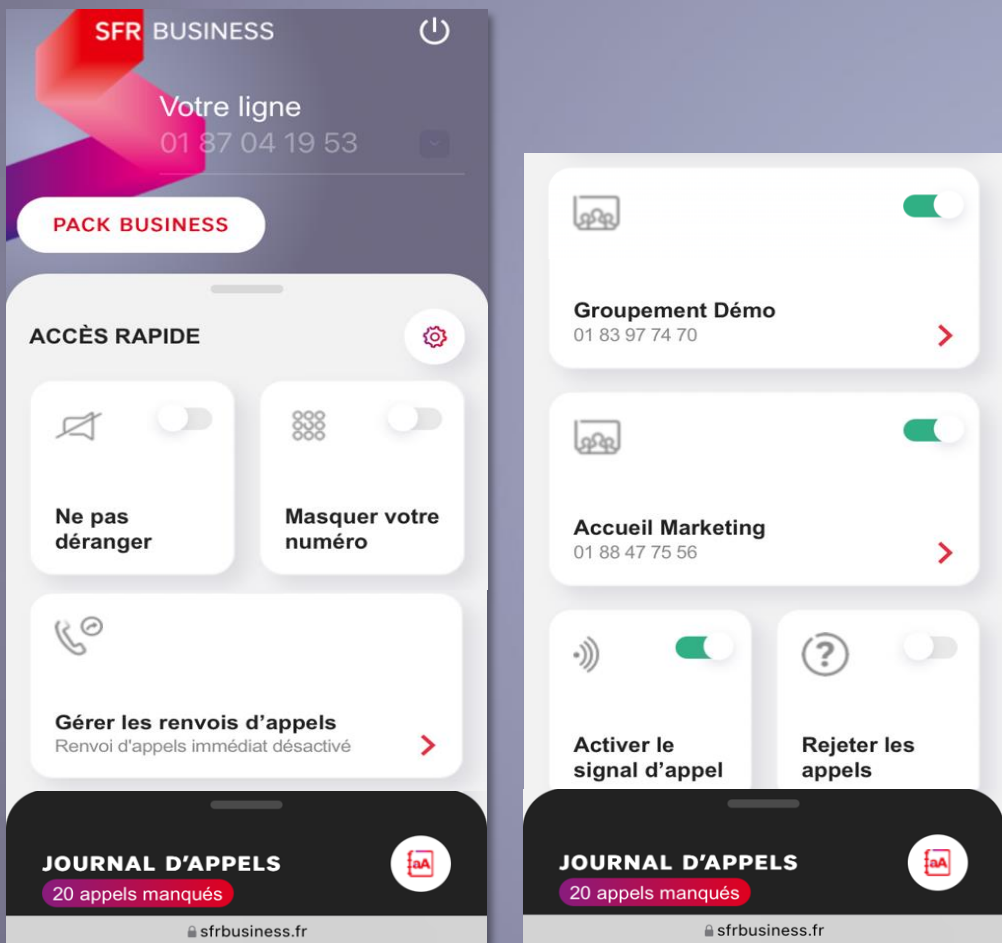 SFR BUSINESS
Votre ligne
01 87 04 19 53
PACK BUSINESS
ACCÈS RAPIDE
Ne pas
déranger
Masquer votre
numéro
Gérer les renvois d'appels
Renvoi d'appels immédiat désactivé
JOURNAL D'APPELS
aA
20 appels manqués
sfrbusiness.fr
Groupement Démo
01 83 97 74 70
Accueil Marketing
01 88 47 75 56
Activer le
signal d'appel
Rejeter les
appels
JOURNAL D'APPELS
aA
20 appels manqués
sfrbusiness.fr